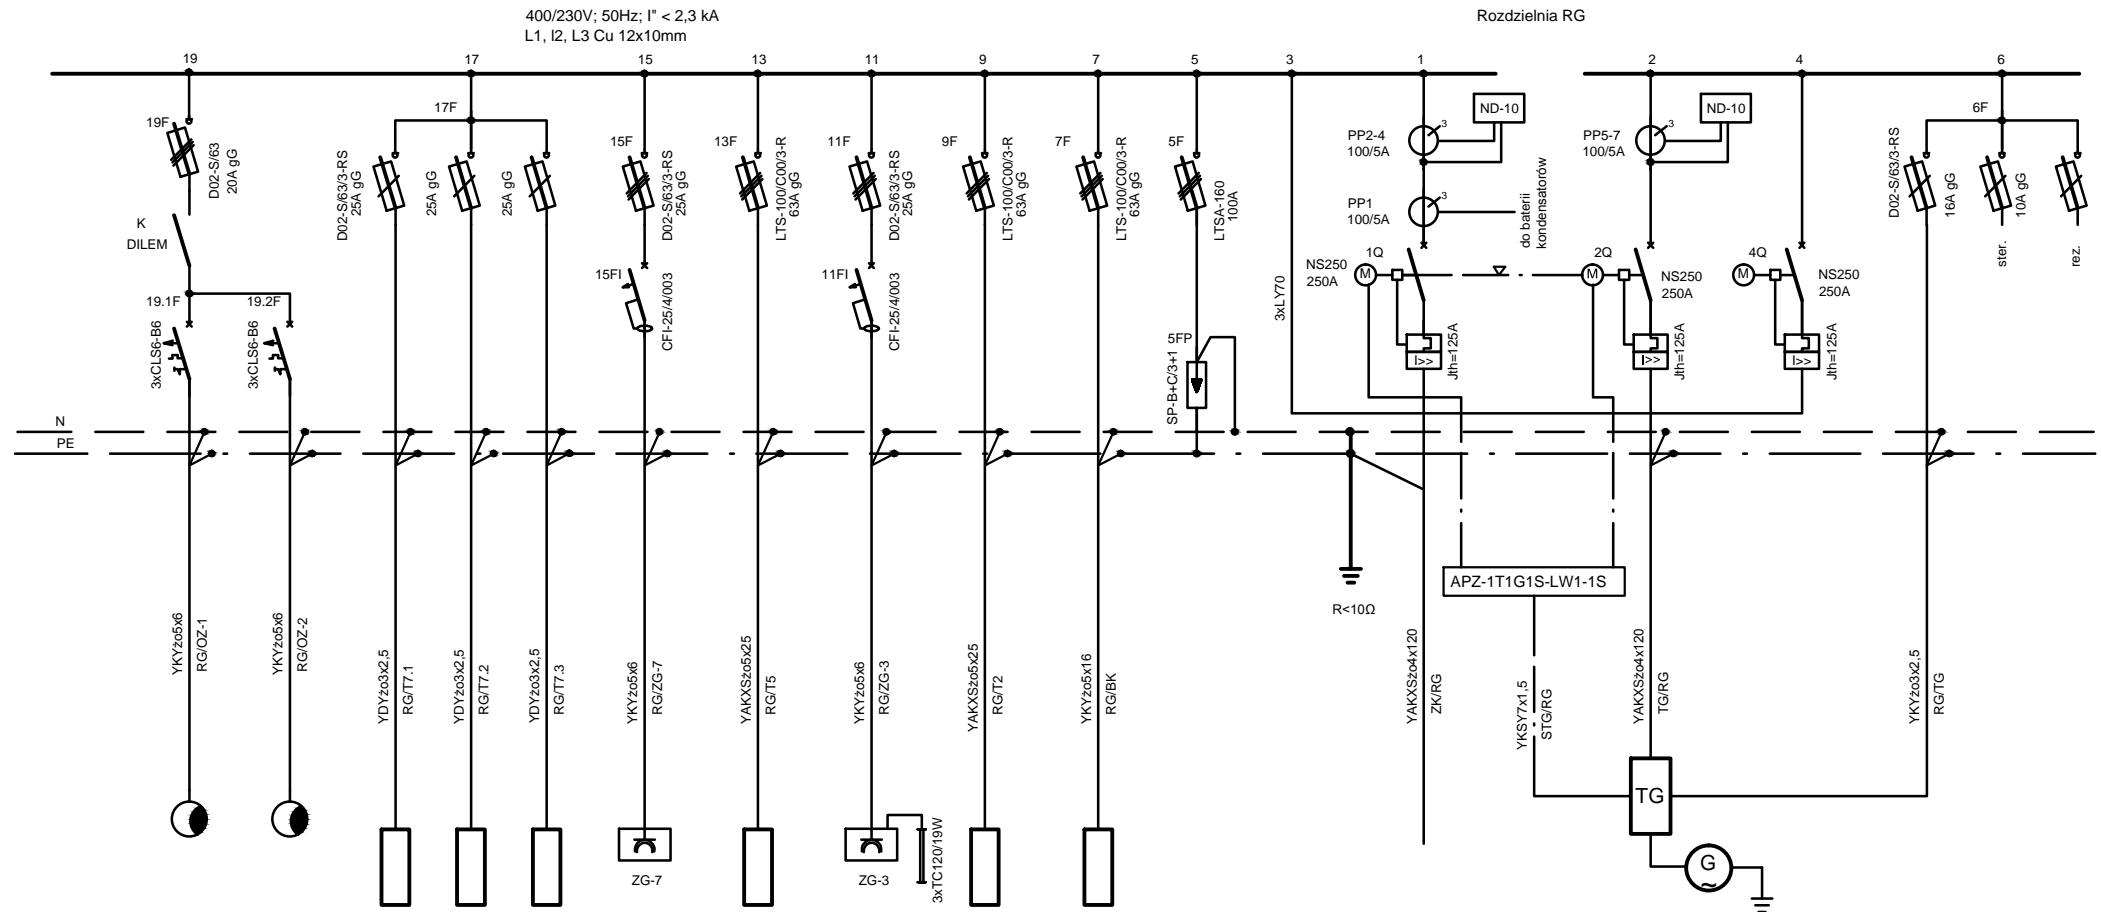 400/230V; 50Hz; I" < 2,3 kA
L1, l2, L3 Cu 12x10mm
Rozdzielnia RG
19
17
15
13
11
9
7
5
3
1
2
4
6
19F
D02-S/63
20A gG
K
DILEM
19.1F
19.2F
3xCLS6-B6
3xCLS6-B6
17F
D02-S/63/3-RS
25A gG
25A gG
25A gG
15F
D02-S/63/3-RS
25A gG
15FI
CFI-25/4/003
13F
LTS-100/C00/3-R
63A gG
11F
D02-S/63/3-RS
25A gG
11FI
CFI-25/4/003
9F
LTS-100/C00/3-R
63A gG
7F
LTS-100/C00/3-R
63A gG
5F
LTSA-160
100A
5FP
SP-B+C/3+1
3xLY70
ND-10
3
PP2-4
100/5A
3
PP1
100/5A
do baterii
kondensatorów
1Q
NS250
250A
M
I>>
Jth=125A
ND-10
3
PP5-7
100/5A
2Q
M
NS250
250A
I>>
Jth=125A
4Q
M
NS250
250A
I>>
Jth=125A
6F
D02-S/63/3-RS
16A gG
10A gG
ster.
rez.
N
PE
R<10Ω
APZ-1T1G1S-LW1-1S
YKYżo5x6
RG/OZ-1
YKYżo5x6
RG/OZ-2
YDYżo3x2,5
RG/T7.1
YDYżo3x2,5
RG/T7.2
YDYżo3x2,5
RG/T7.3
YKYżo5x6
RG/ZG-7
YAKXSżo5x25
RG/T5
YKYżo5x6
RG/ZG-3
YAKXSżo5x25
RG/T2
YKYżo5x16
RG/BK
YAKXSżo4x120
ZK/RG
YKSY7x1,5
STG/RG
YAKXSżo4x120
TG/RG
YKYżo3x2,5
RG/TG
TG
G
~
ZG-7
ZG-3
3xTC120/19W